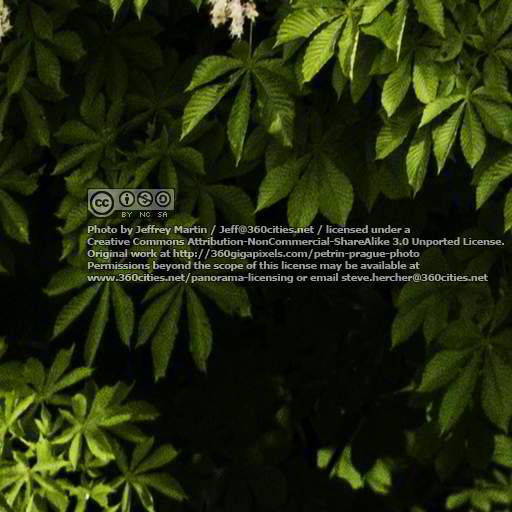 cc
BY NC SA
Photo by Jeffrey Martin / Jeff@360cities.net / licensed under a
Creative Commons Attribution-NonCommercial-ShareAlike 3.0 Unported License.
Original work at http://360gigapixels.com/petrin-prague-photo
Permissions beyond the scope of this license may be available at
www.360cities.net/panorama-licensing or email steve.hercher@360cities.net